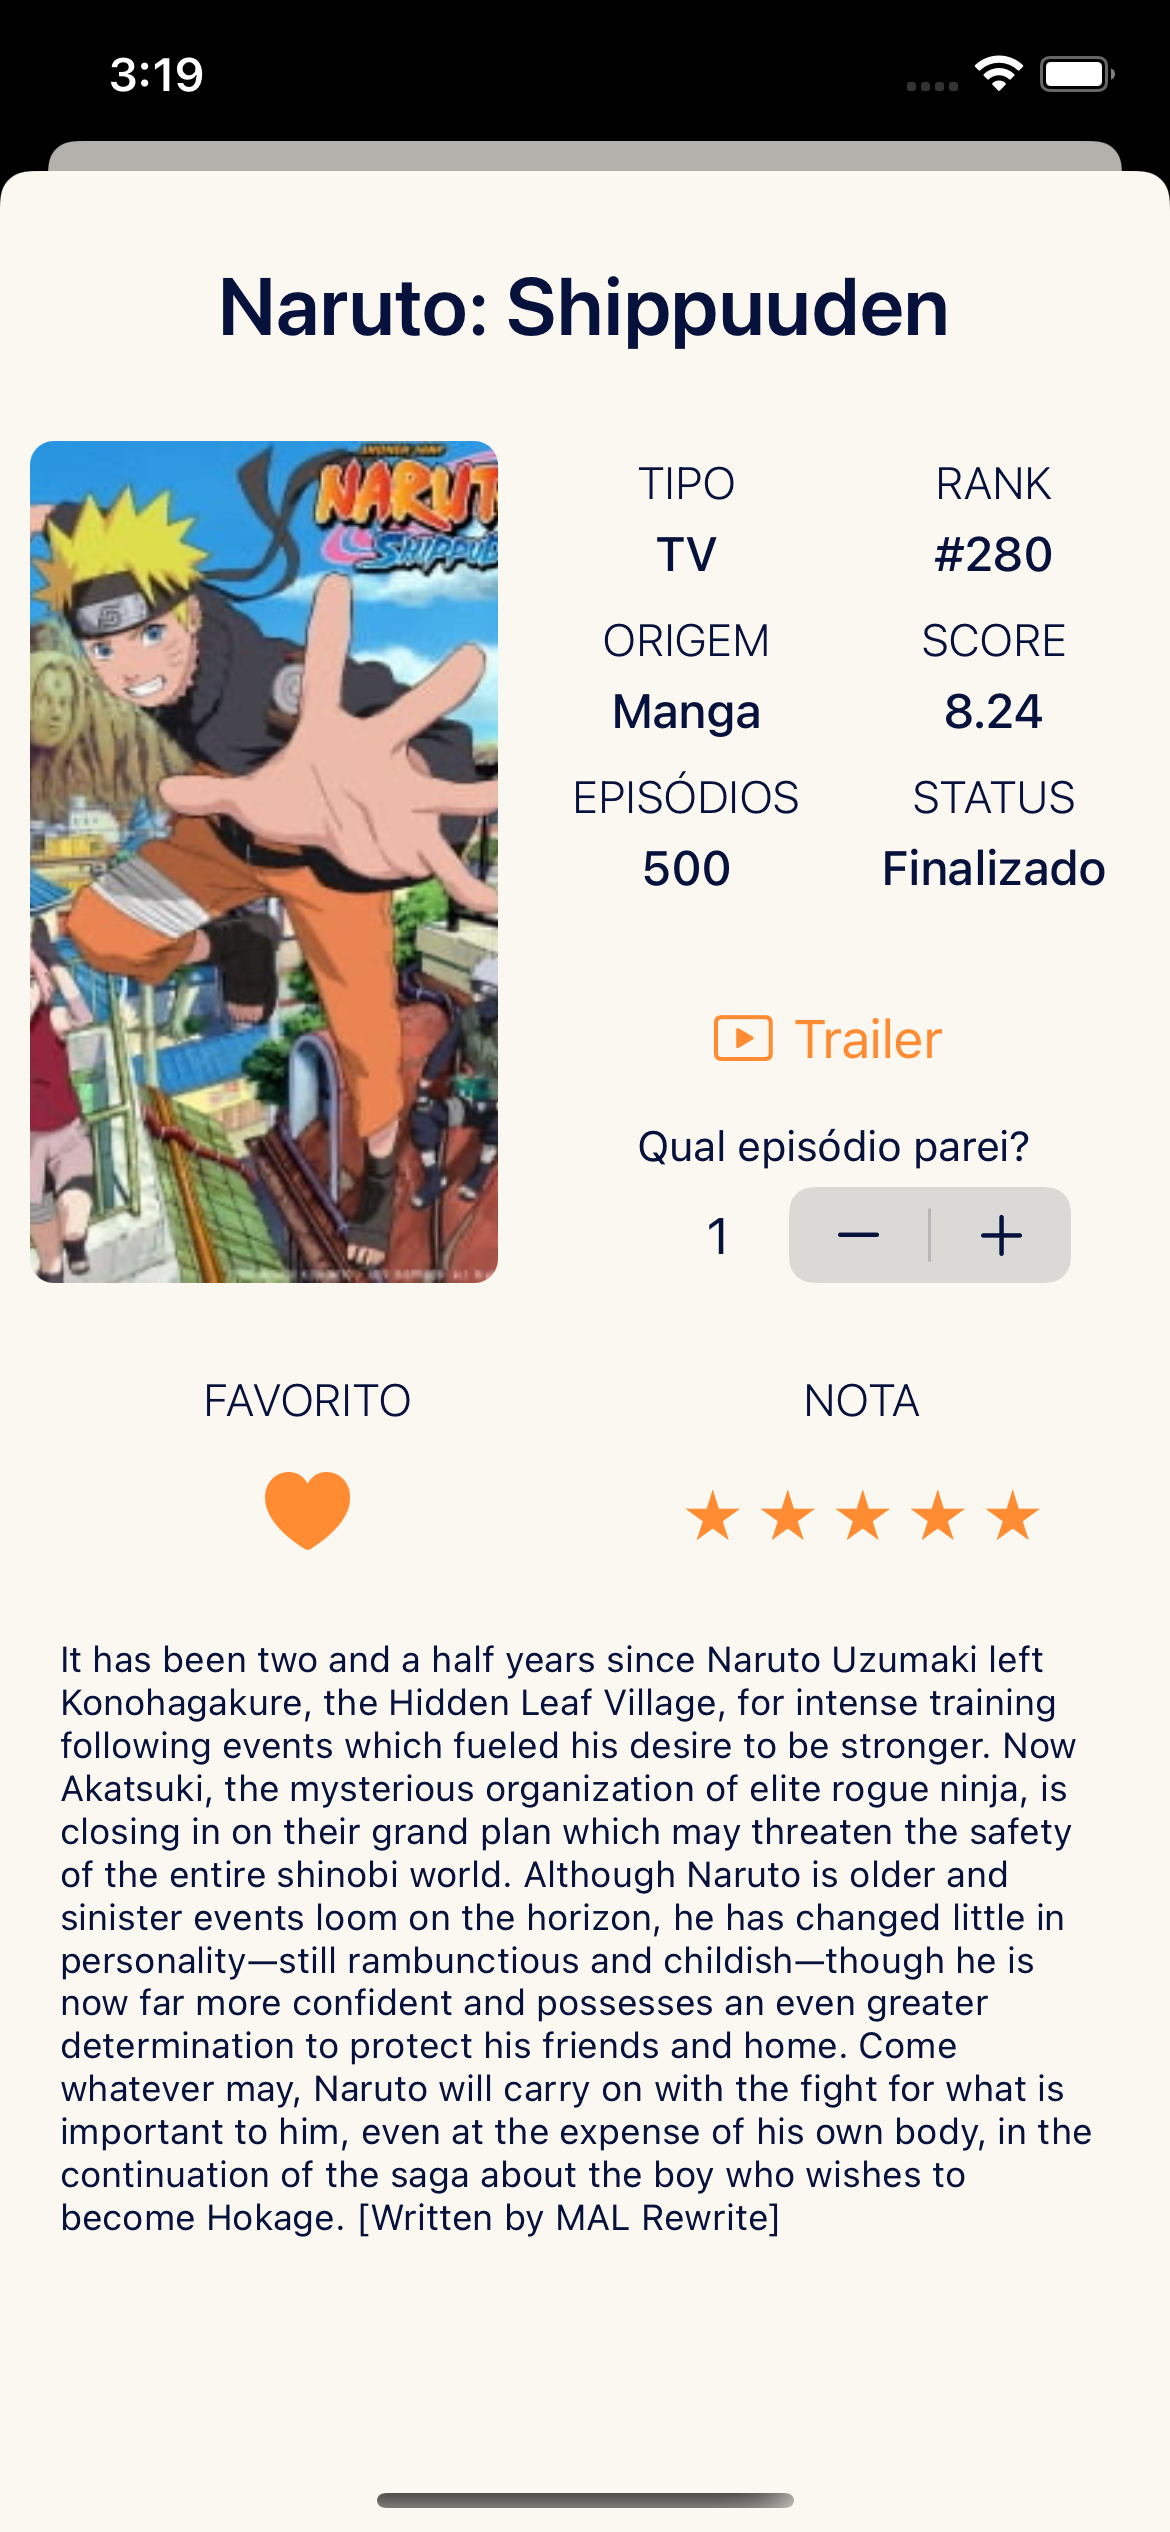 3:19
Naruto: Shippuuden
TIPO
RANK
TV
#280
ORIGEM
SCORE
Manga
8.24
EPISÓDIOS
STATUS
500
Finalizado
Trailer
Qual episódio parei?
1
FAVORITO
NOTA
It has been two and a half years since Naruto Uzumaki left
Konohagakure, the Hidden Leaf Village, for intense training
following events which fueled his desire to be stronger. Now
Akatsuki, the mysterious organization of elite rogue ninja, is
closing in on their grand plan which may threaten the safety
of the entire shinobi world. Although Naruto is older and
sinister events loom on the horizon, he has changed little in
personality—still rambunctious and childish—though he is
now far more confident and possesses an even greater
determination to protect his friends and home. Come
whatever may, Naruto will carry on with the fight for what is
important to him, even at the expense of his own body, in the
continuation of the saga about the boy who wishes to
become Hokage. [Written by MAL Rewrite]